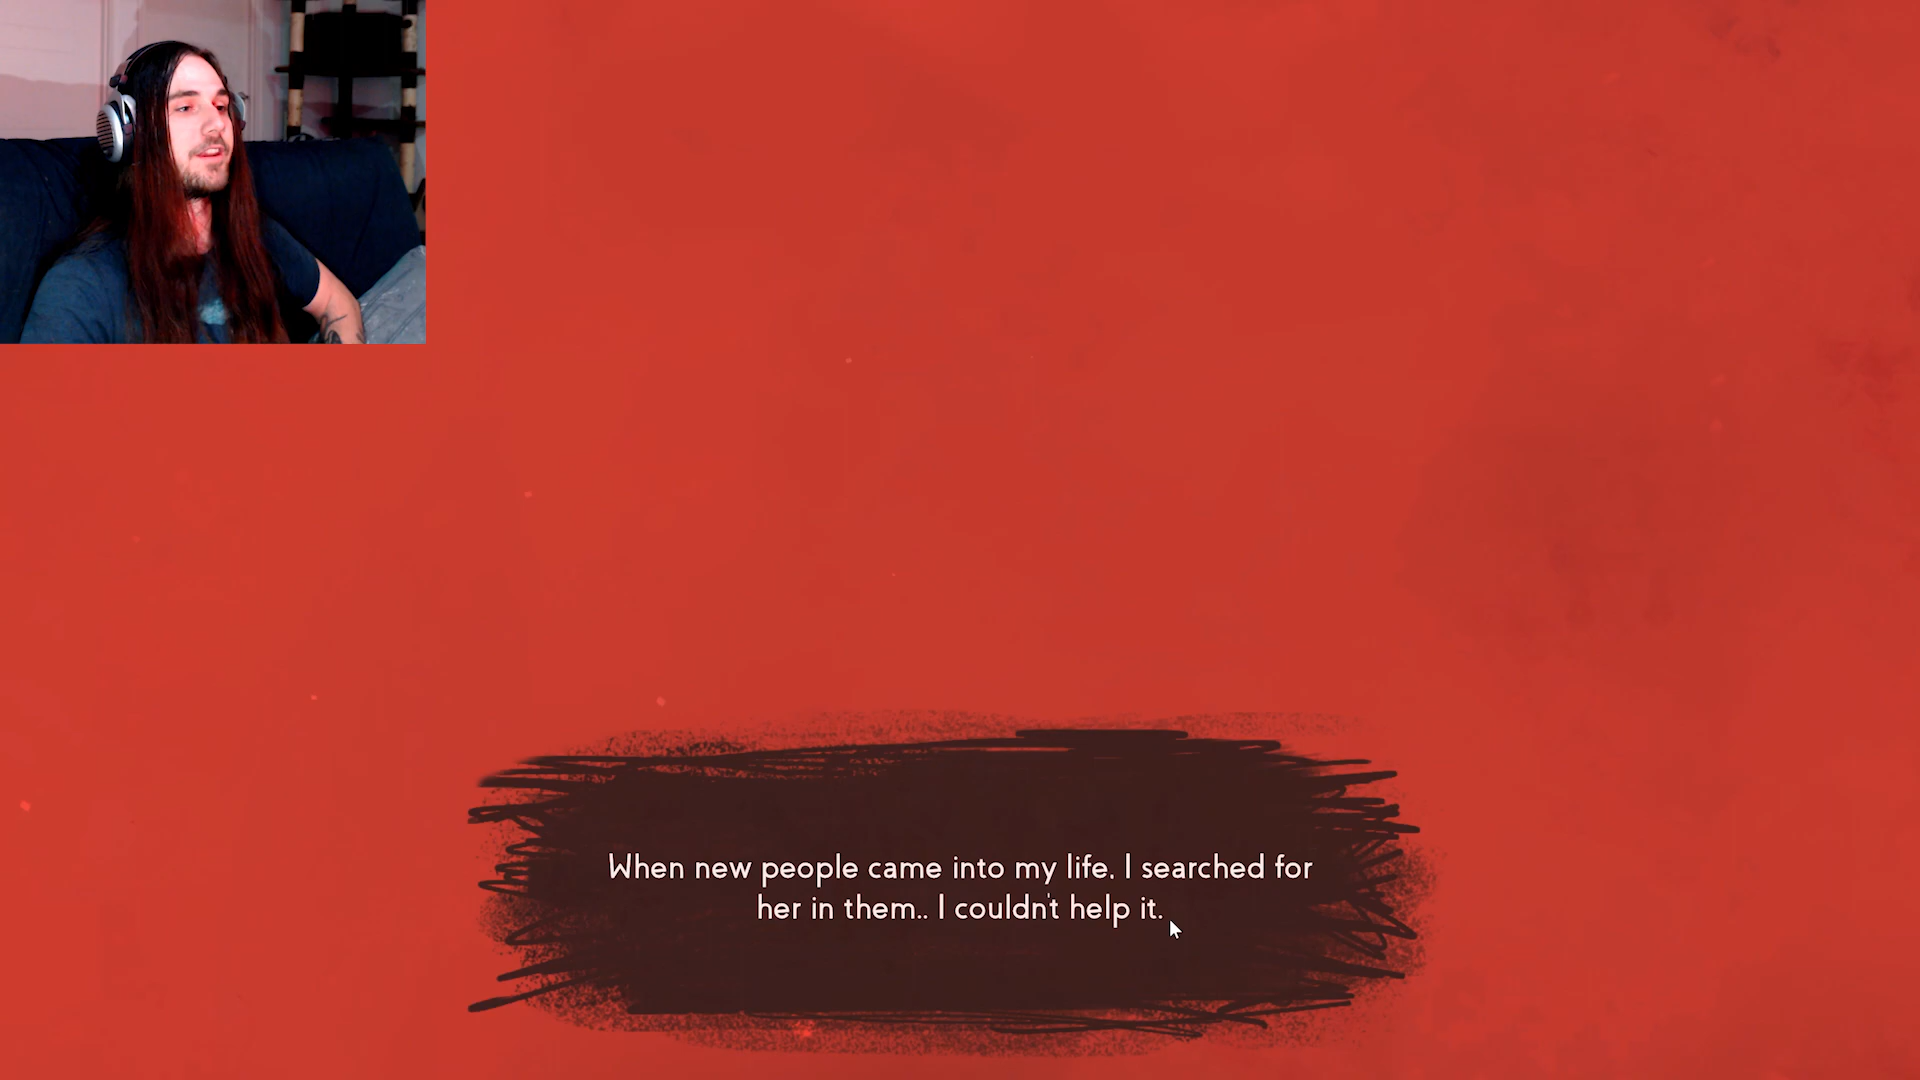 When new people came into my life, I searched for
her in them.. I couldn't help it.